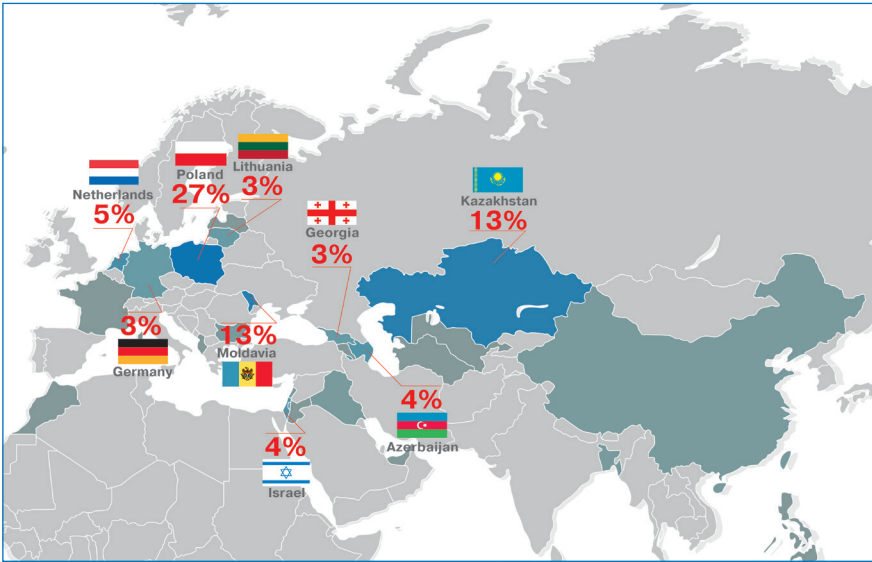 Lithuania
3%
Poland
27%
Netherlands
5%
Kazakhstan
13%
Georgia
3%
3%
Germany
13%
Moldavia
4%
Azerbaijan
4%
Israel